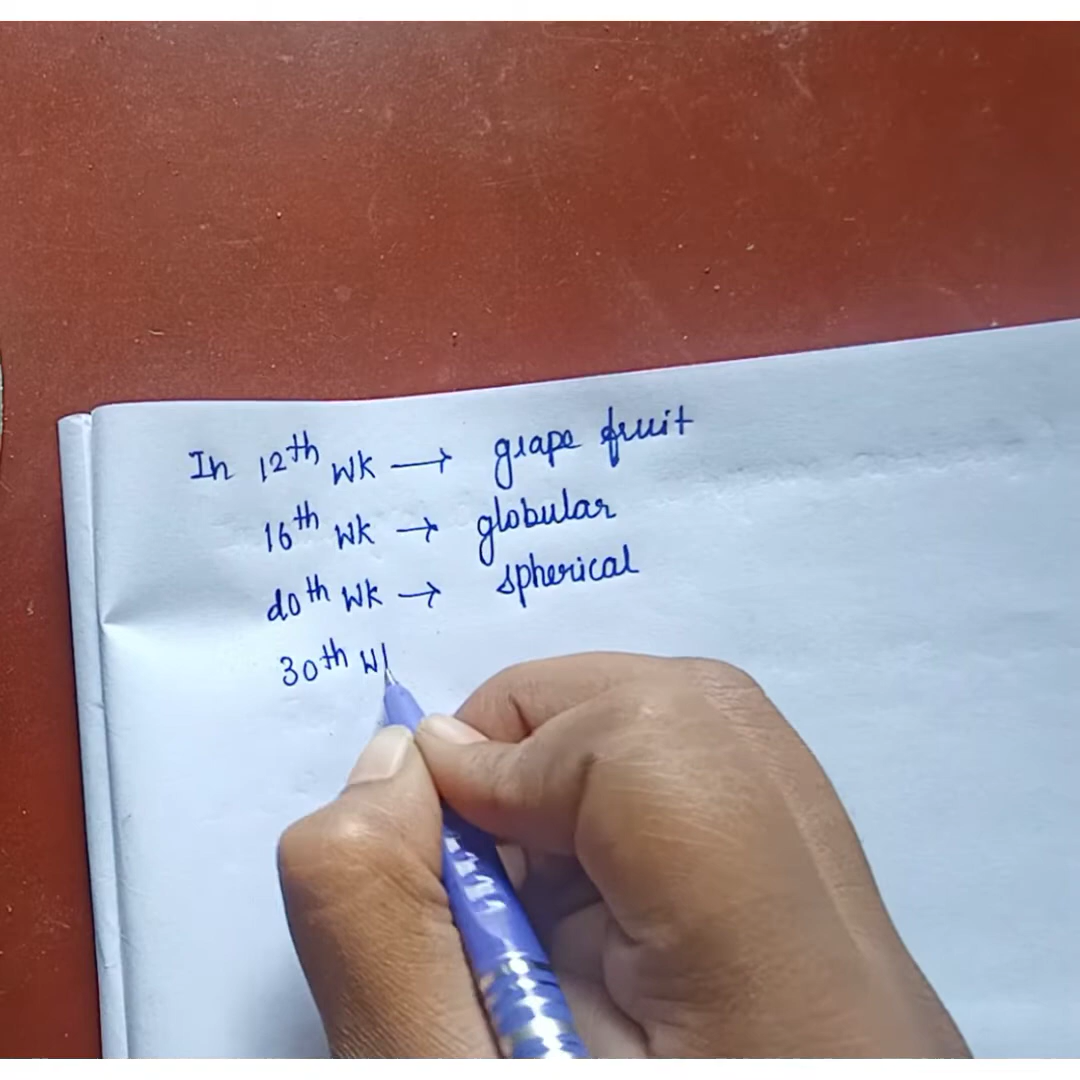 In 12th Wk → grape fruit
16th Wk → globular
20th Wk → spherical
30th W